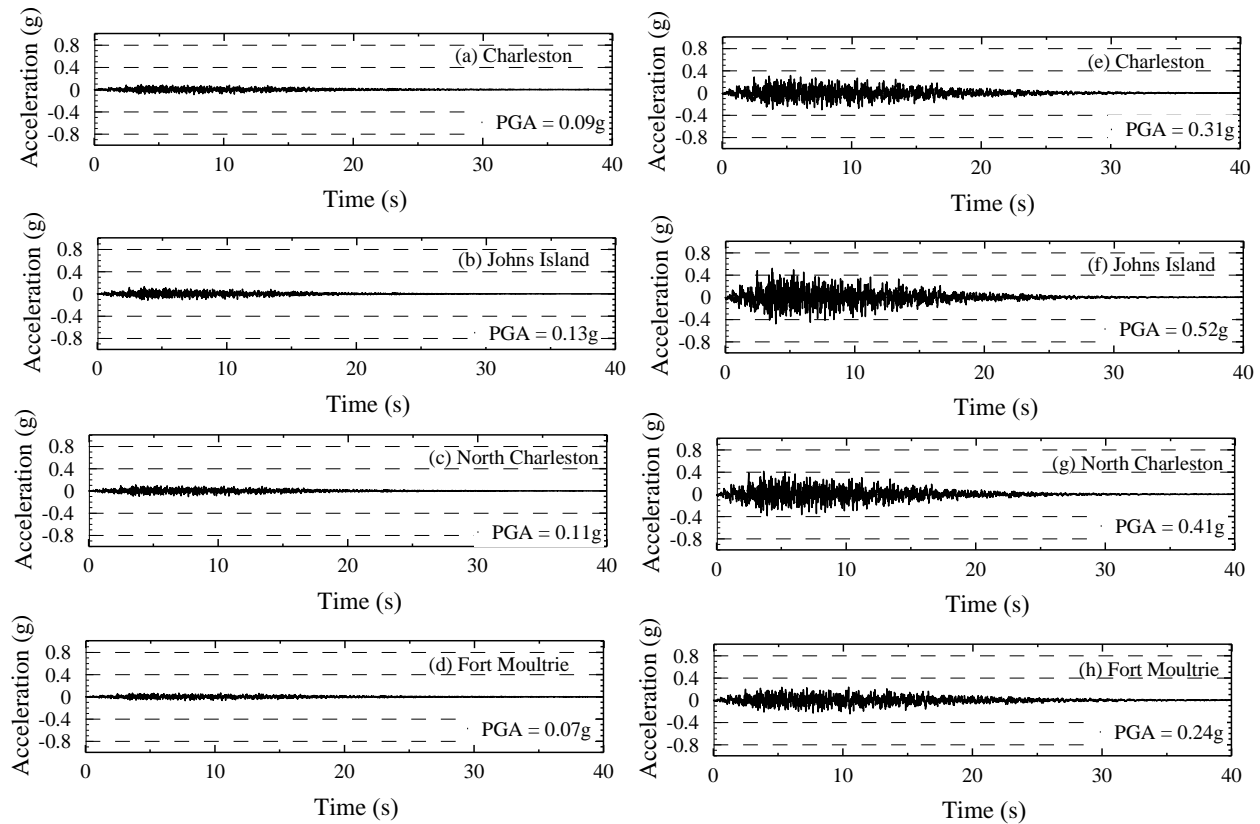 Acceleration (g)
0.8
0.4
0
-0.4
-0.8
(a) Charleston
PGA = 0.09g
0 10 20 30 40
Time (s)
Acceleration (g)
0.8
0.4
0
-0.4
-0.8
(e) Charleston
PGA = 0.31g
0 10 20 30 40
Time (s)
Acceleration (g)
0.8
0.4
0
-0.4
-0.8
(b) Johns Island
PGA = 0.13g
0 10 20 30 40
Time (s)
Acceleration (g)
0.8
0.4
0
-0.4
-0.8
(f) Johns Island
PGA = 0.52g
0 10 20 30 40
Time (s)
Acceleration (g)
0.8
0.4
0
-0.4
-0.8
(c) North Charleston
PGA = 0.11g
0 10 20 30 40
Time (s)
Acceleration (g)
0.8
0.4
0
-0.4
-0.8
(g) North Charleston
PGA = 0.41g
0 10 20 30 40
Time (s)
Acceleration (g)
0.8
0.4
0
-0.4
-0.8
(d) Fort Moultrie
PGA = 0.07g
0 10 20 30 40
Time (s)
Acceleration (g)
0.8
0.4
0
-0.4
-0.8
(h) Fort Moultrie
PGA = 0.24g
0 10 20 30 40
Time (s)